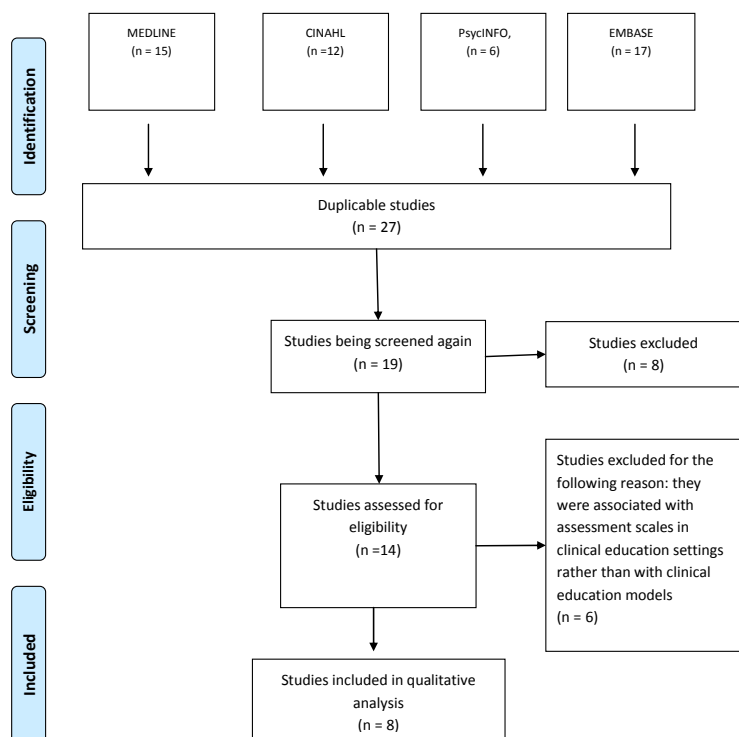 MEDLINE
(n = 15)
CINAHL
(n =12)
PsycINFO,
(n = 6)
EMBASE
(n = 17)
Identification
Duplicable studies
(n = 27)
Screening
Studies being screened again
(n = 19)
Studies excluded
(n = 8)
Eligibility
Studies assessed for
eligibility
(n =14)
Studies excluded for the
following reason: they
were associated with
assessment scales in
clinical education settings
rather than with clinical
education models
(n = 6)
Included
Studies included in qualitative
analysis
(n = 8)